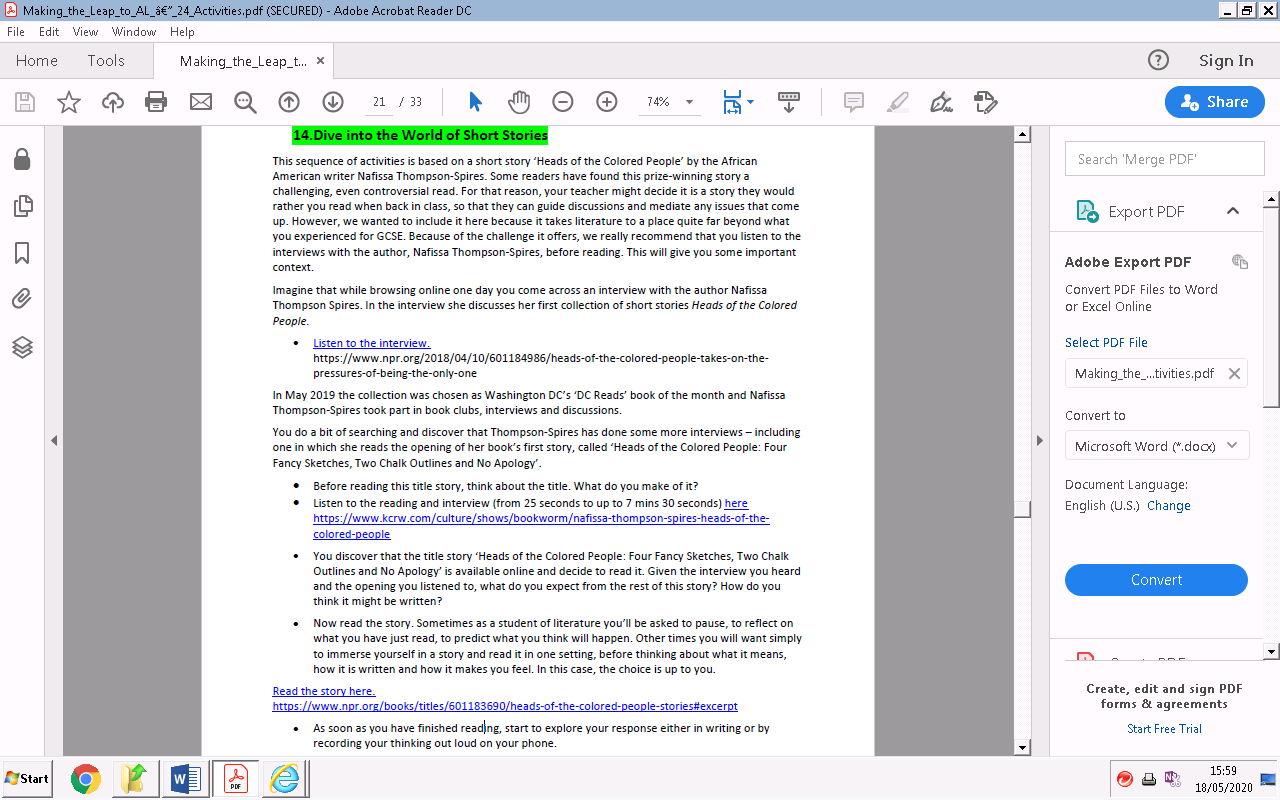 Making_the_Leap_to_AL_â€”_24_Activities.pdf (SECURED) - Adobe Acrobat Reader DC
File Edit View Window Help
Home Tools Making_the_Leap_t... × ? Sign In
21 / 33 74% Share
14.Dive into the World of Short Stories
This sequence of activities is based on a short story ‘Heads of the Colored People’ by the African
American writer Nafissa Thompson-Spires. Some readers have found this prize-winning story a
challenging, even controversial read. For that reason, your teacher might decide it is a story they would
rather you read when back in class, so that they can guide discussions and mediate any issues that come
up. However, we wanted to include it here because it takes literature to a place quite far beyond what
you experienced for GCSE. Because of the challenge it offers, we really recommend that you listen to the
interviews with the author, Nafissa Thompson-Spires, before reading. This will give you some important
context.
Imagine that while browsing online one day you come across an interview with the author Nafissa
Thompson Spires. In the interview she discusses her first collection of short stories Heads of the Colored
People.
• Listen to the interview.
https://www.npr.org/2018/04/10/601184986/heads-of-the-colored-people-takes-on-the-
pressures-of-being-the-only-one
In May 2019 the collection was chosen as Washington DC’s ‘DC Reads’ book of the month and Nafissa
Thompson-Spires took part in book clubs, interviews and discussions.
You do a bit of searching and discover that Thompson-Spires has done some more interviews – including
one in which she reads the opening of her book’s first story, called ‘Heads of the Colored People: Four
Fancy Sketches, Two Chalk Outlines and No Apology’.
• Before reading this title story, think about the title. What do you make of it?
• Listen to the reading and interview (from 25 seconds to up to 7 mins 30 seconds) here
https://www.kcrw.com/culture/shows/bookworm/nafissa-thompson-spires-heads-of-the-
colored-people
• You discover that the title story ‘Heads of the Colored People: Four Fancy Sketches, Two Chalk
Outlines and No Apology’ is available online and decide to read it. Given the interview you heard
and the opening you listened to, what do you expect from the rest of this story? How do you
think it might be written?
• Now read the story. Sometimes as a student of literature you’ll be asked to pause, to reflect on
what you have just read, to predict what you think will happen. Other times you will want simply
to immerse yourself in a story and read it in one setting, before thinking about what it means,
how it is written and how it makes you feel. In this case, the choice is up to you.
Read the story here.
https://www.npr.org/books/titles/601183690/heads-of-the-colored-people-stories#excerpt
• As soon as you have finished reading, start to explore your response either in writing or by
recording your thinking out loud on your phone.
Search 'Merge PDF'
Export PDF
Adobe Export PDF
Convert PDF Files to Word
or Excel Online
Select PDF File
Making_the_...tivities.pdf
Convert to
Microsoft Word (*.docx)
Document Language:
English (U.S.) Change
Convert
Create, edit and sign PDF
forms & agreements
Start Free Trial
Start
PDF
15:59
18/05/2020